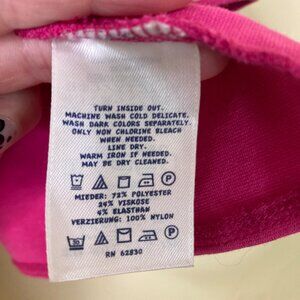 TURN INSIDE OUT.
MACHINE WASH COLD DELICATE.
WASH DARK COLORS SEPARATELY.
ONLY NON CHLORINE BLEACH
WHEN NEEDED.
LINE DRY.
WARM IRON IF NEEDED.
MAY BE DRY CLEANED.
MIEDER: 72% POLYESTER
24% VISKOSE
4% ELASTHAN
VERZIERUNG: 100% NYLON
RN 62830